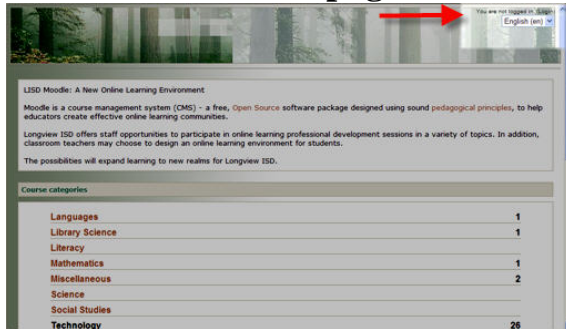 You are not logged in. (Login)
English (en)
LISD Moodle: A New Online Learning Environment
Moodle is a course management system (CMS) - a free, Open Source software package designed using sound pedagogical principles, to help
educators create effective online learning communities.
Longview ISD offers staff opportunities to participate in online learning professional development sessions in a variety of topics. In addition,
classroom teachers may choose to design an online learning environment for students.
The possibilities will expand learning to new realms for Longview ISD.
Course categories
Languages 1
Library Science 1
Literacy
Mathematics 1
Miscellaneous 2
Science
Social Studies
Technology 26